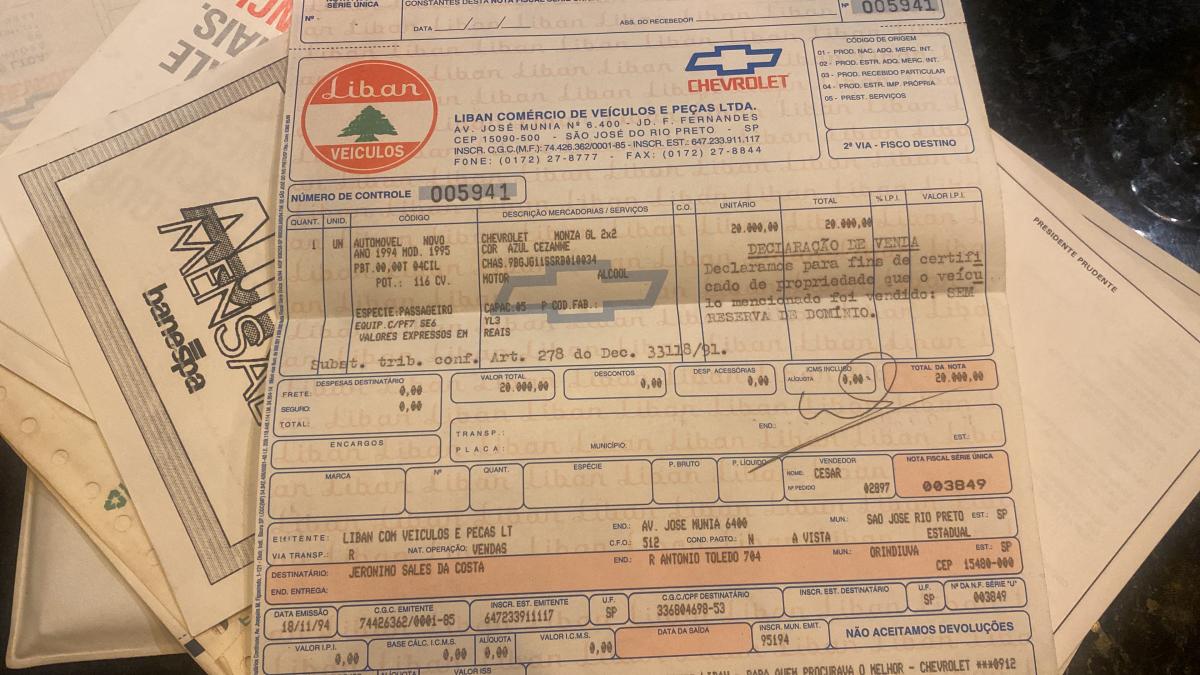 SÉRIE ÚNICA
Nº
CONSTANTES DESTA NOTA FISCAL
DATA __/__/__ ASS. DO RECEBEDOR
Nº 005941
Liban
VEÍCULOS
CHEVROLET
LIBAN COMÉRCIO DE VEÍCULOS E PEÇAS LTDA.
AV. JOSÉ MUNIA Nº 6.400 - JD. F. FERNANDES
CEP 15090-500 - SÃO JOSÉ DO RIO PRETO - SP
INSCR. C.G.C.(M.F.): 74.426.362/0001-85 - INSCR. EST.: 647.233.911.117
FONE: (0172) 27-8777 - FAX: (0172) 27-8844
CÓDIGO DE ORIGEM
01 - PROD. NAC. ADQ. MERC. INT.
02 - PROD. ESTR. ADQ. MERC. INT.
03 - PROD. RECEBIDO PARTICULAR
04 - PROD. ESTR. IMP. PRÓPRIA
05 - PREST. SERVIÇOS
2ª VIA - FISCO DESTINO
NÚMERO DE CONTROLE 005941
QUANT. UNID. CÓDIGO DESCRIÇÃO MERCADORIAS / SERVIÇOS C.O. UNITÁRIO TOTAL % I.P.I. VALOR I.P.I.
1 UN AUTOMOVEL NOVO CHEVROLET MONZA GL 2x2 20.000,00 20.000,00
ANO 1994 MOD. 1995 COR AZUL CEZANNE
PBT.00,00T 04CIL CHAS.9BGJG11SSRB010034
POT.: 116 CV. MOTOR ALCOOL
ESPECIE:PASSAGEIRO CAPAC:05 P COD.FAB.:
EQUIP.C/PF7 SE6 YL3
VALORES EXPRESSOS EM REAIS
DECLARAÇÃO DE VENDA
Declaramos para fins de certifi
cado de propriedade que o veícu
lo mencionado foi vendido: SEM
RESERVA DE DOMÍNIO.
Subst. trib. conf. Art. 278 do Dec. 33118/91.
DESPESAS DESTINATÁRIO
FRETE: 0,00
SEGURO: 0,00
TOTAL:
VALOR TOTAL
20.000,00
DESCONTOS
0,00
DESP. ACESSÓRIAS
0,00
ICMS INCLUSO
ALÍQUOTA 0,00 %
TOTAL DA NOTA
20.000,00
ENCARGOS
TRANSP.: END.:
PLACA: MUNICÍPIO: EST.:
MARCA Nº QUANT. ESPÉCIE P. BRUTO P. LÍQUIDO
VENDEDOR
NOME: CESAR
Nº PEDIDO 02897
NOTA FISCAL SÉRIE ÚNICA
003849
EMITENTE: LIBAN COM VEICULOS E PECAS LT END.: AV. JOSE MUNIA 6400 MUN.: SAO JOSE RIO PRETO EST.: SP
VIA TRANSP.: R NAT. OPERAÇÃO: VENDAS C.F.O.: 512 COND. PAGTO.: N A VISTA ESTADUAL
DESTINATÁRIO: JERONIMO SALES DA COSTA END.: R ANTONIO TOLEDO 704 MUN.: ORINDIUVA EST.: SP
END. ENTREGA: CEP 15480-000
DATA EMISSÃO C.G.C. EMITENTE INSCR. EST. EMITENTE U.F. C.G.C/CPF DESTINATÁRIO INSCR. EST. DESTINATÁRIO U.F. Nº DA N.F. SÉRIE "U"
18/11/94 74426362/0001-85 647233911117 SP 336804698-53 SP 003849
VALOR I.P.I. BASE CÁLC. I.C.M.S. ALÍQUOTA VALOR I.C.M.S. DATA DA SAÍDA INSCR. MUN. EMIT. NÃO ACEITAMOS DEVOLUÇÕES
0,00 0,00 0,00 0,00 95194
ALÍQUOTA VALOR ISS
PARA QUEM PROCURAVA O MELHOR - CHEVROLET ***0912
MENSAL
banespa
PRESIDENTE PRUDENTE